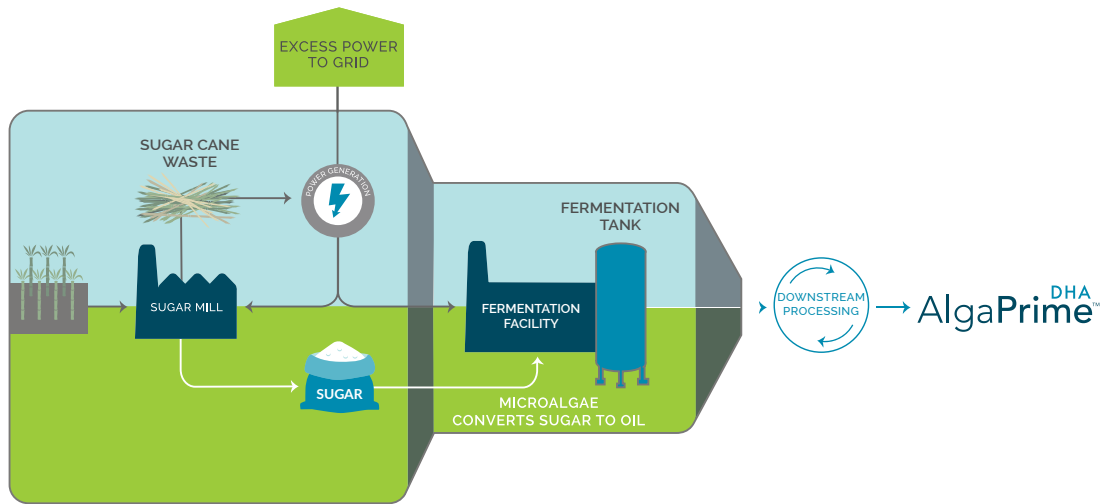 EXCESS POWER
TO GRID
SUGAR CANE
WASTE
POWER GENERATION
FERMENTATION
TANK
SUGAR MILL
FERMENTATION
FACILITY
DOWNSTREAM
PROCESSING
DHA
AlgaPrime™
SUGAR
MICROALGAE
CONVERTS SUGAR TO OIL